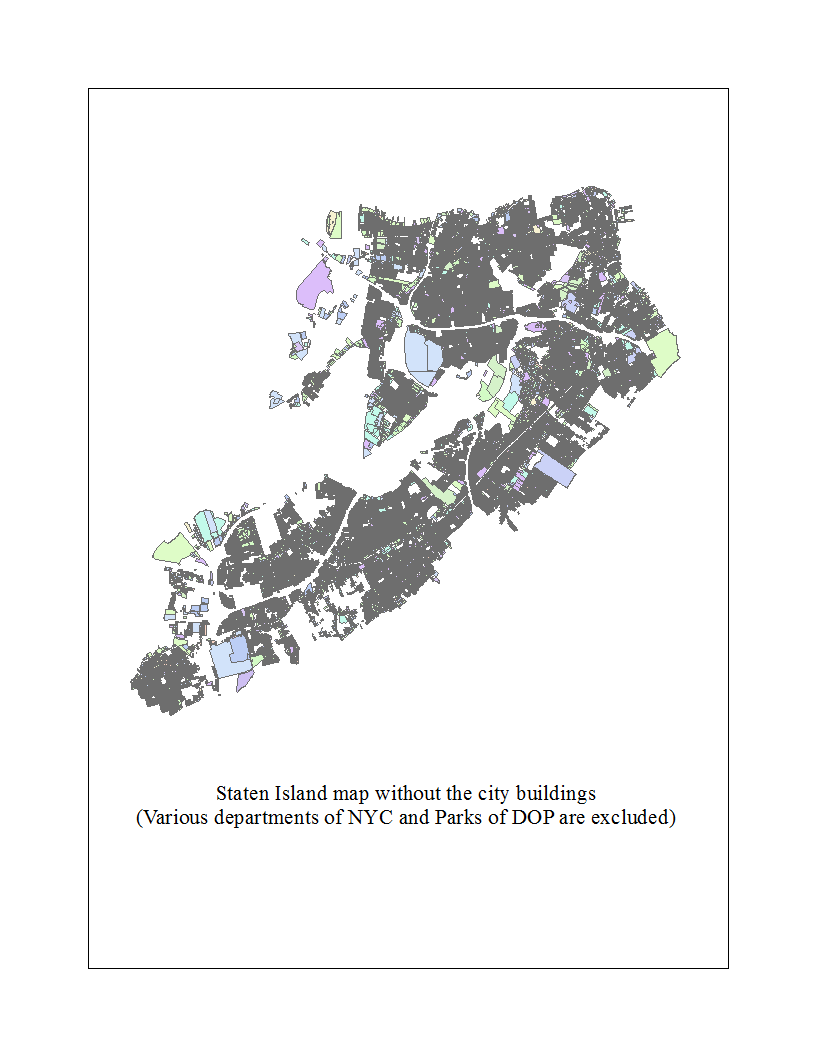 Staten Island map without the city buildings
(Various departments of NYC and Parks of DOP are excluded)